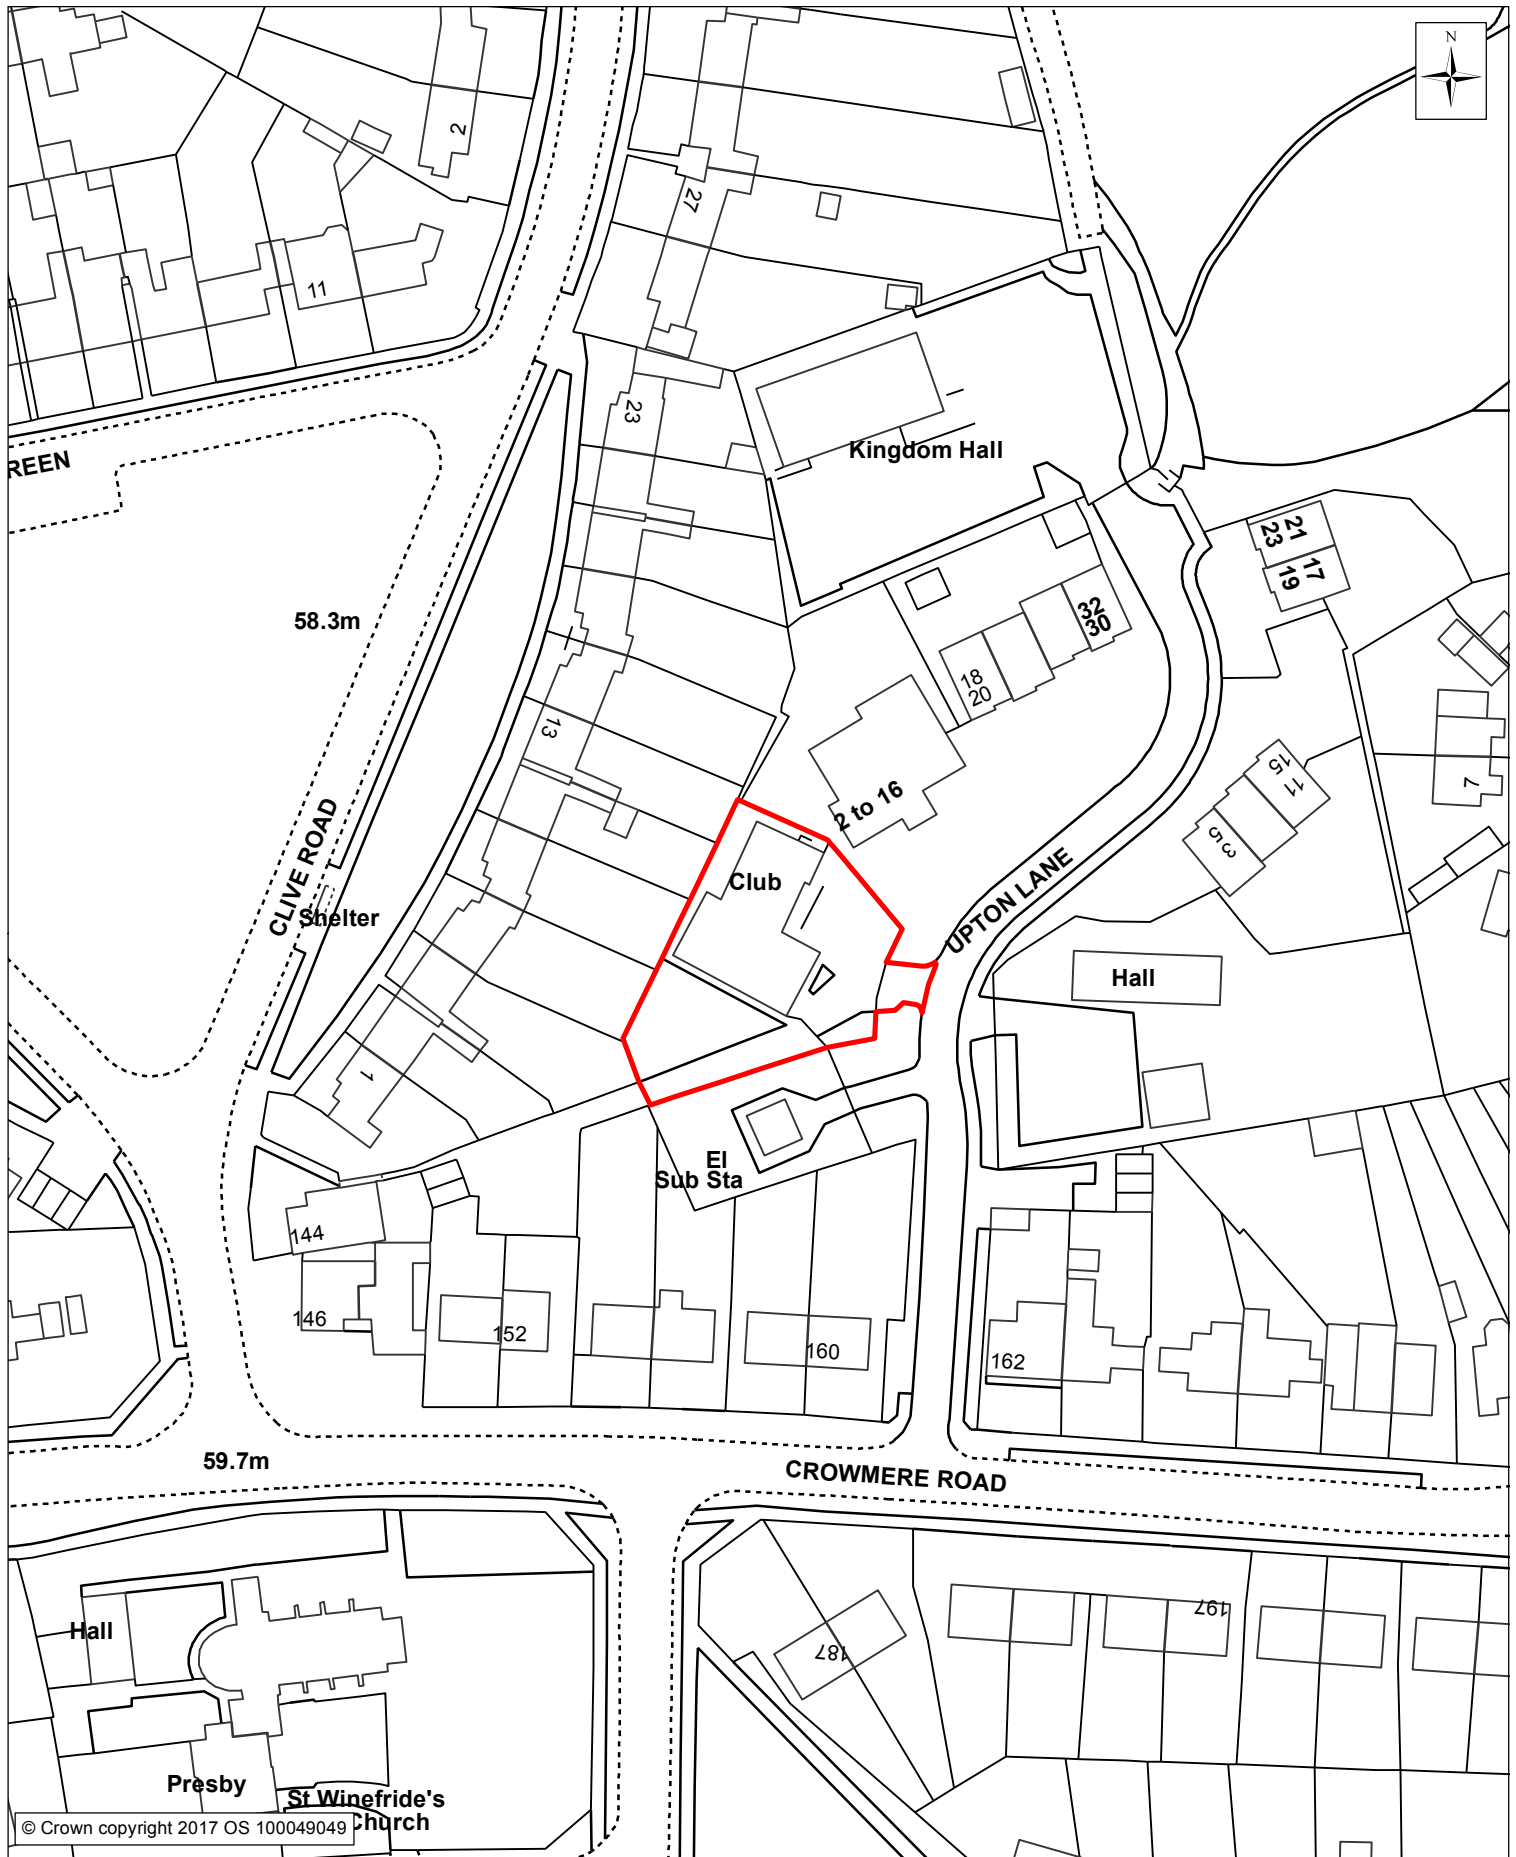 N
2
27
11
23
REEN
Kingdom Hall
21
23
17
19
58.3m
32
30
18
20
13
7
15
11
2 to 16
3 5
CLIVE ROAD
Shelter
Club
UPTON LANE
Hall
1
El
Sub Sta
144
146
152
160
162
59.7m
CROWMERE ROAD
197
187
Hall
Presby
St Winefride's
Church
© Crown copyright 2017 OS 100049049